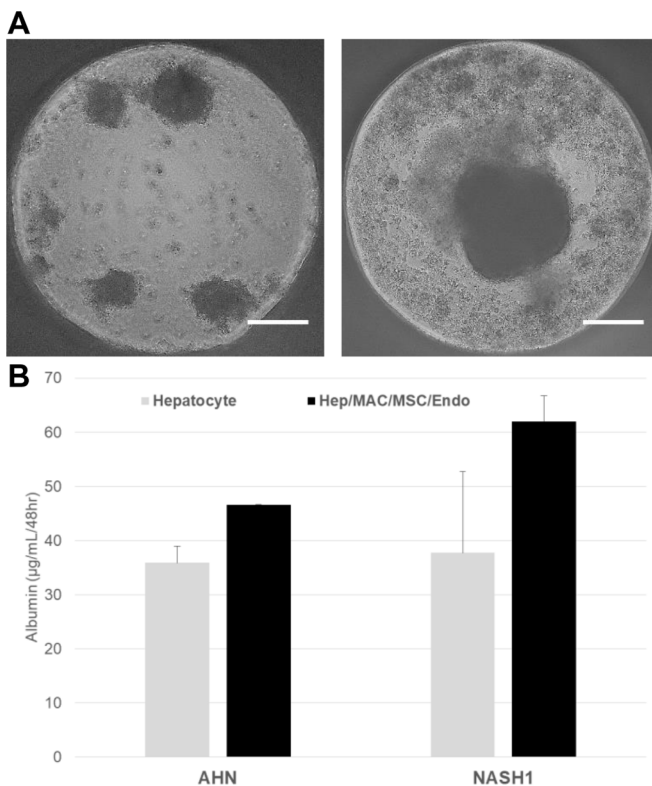 A
B
70
Hepatocyte
Hep/MAC/MSC/Endo
60
50
40
30
20
10
0
Albumin (µg/mL/48hr)
AHN
NASH1